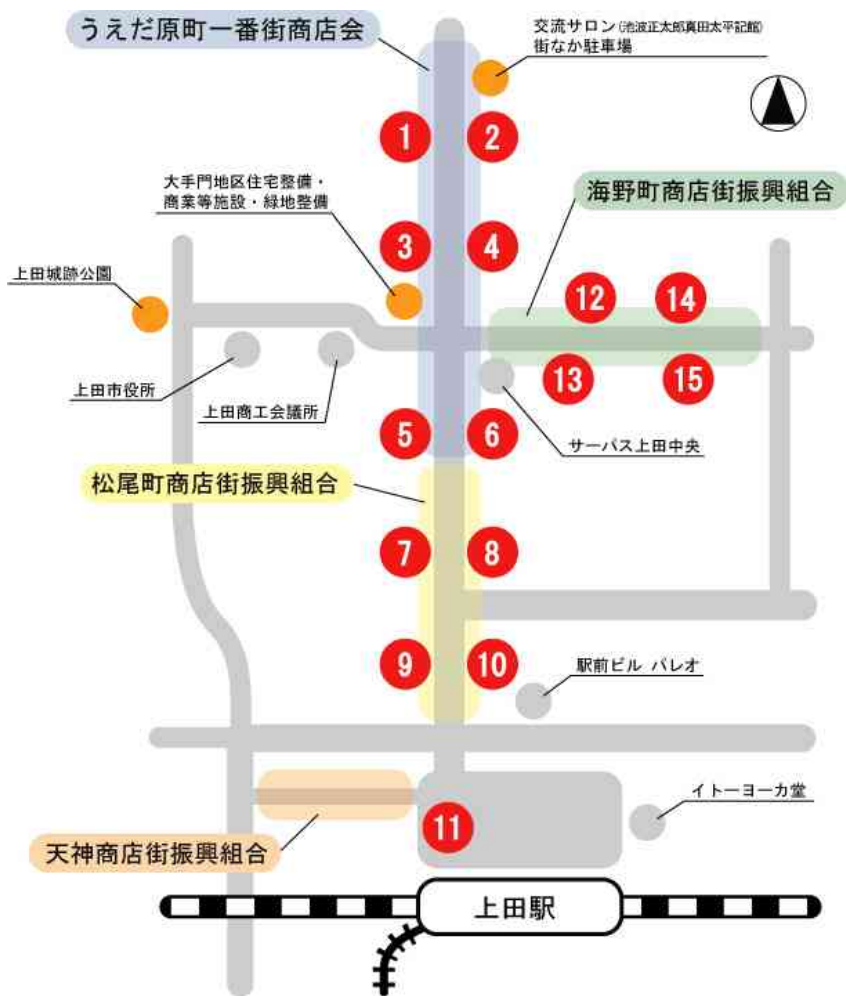 うえだ原町一番街商店会
交流サロン(池波正太郎真田太平記館)
街なか駐車場
1
2
大手門地区住宅整備・
商業等施設・緑地整備
海野町商店街振興組合
3
4
上田城跡公園
12
14
上田市役所
上田商工会議所
13
15
5
6
サーパス上田中央
松尾町商店街振興組合
7
8
9
10
駅前ビル パレオ
イトーヨーカ堂
11
天神商店街振興組合
上田駅